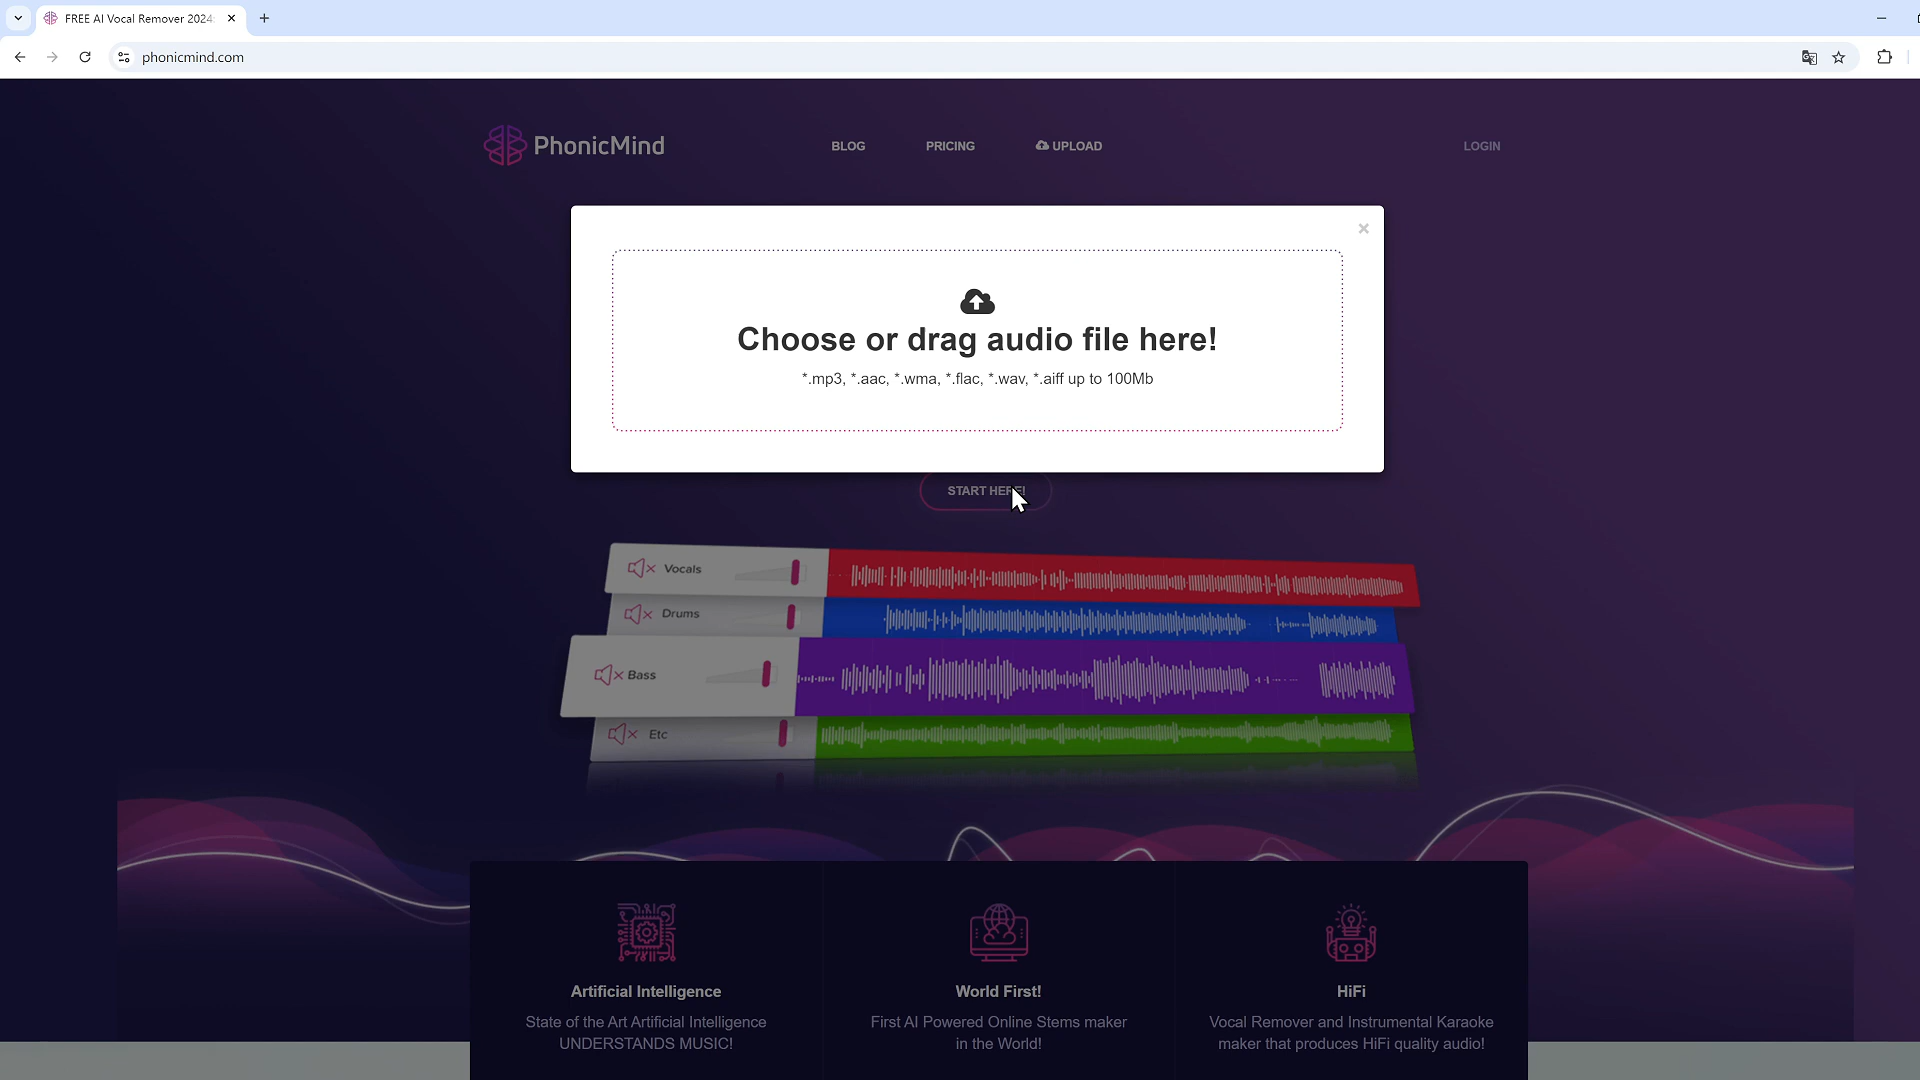 FREE AI Vocal Remover 2024:
phonicmind.com
PhonicMind
BLOG
PRICING
UPLOAD
LOGIN
×
Choose or drag audio file here!
*.mp3, *.aac, *.wma, *.flac, *.wav, *.aiff up to 100Mb
START HERE!
Vocals
Drums
Bass
Etc
Artificial Intelligence
State of the Art Artificial Intelligence
UNDERSTANDS MUSIC!
World First!
First AI Powered Online Stems maker
in the World!
HiFi
Vocal Remover and Instrumental Karaoke
maker that produces HiFi quality audio!